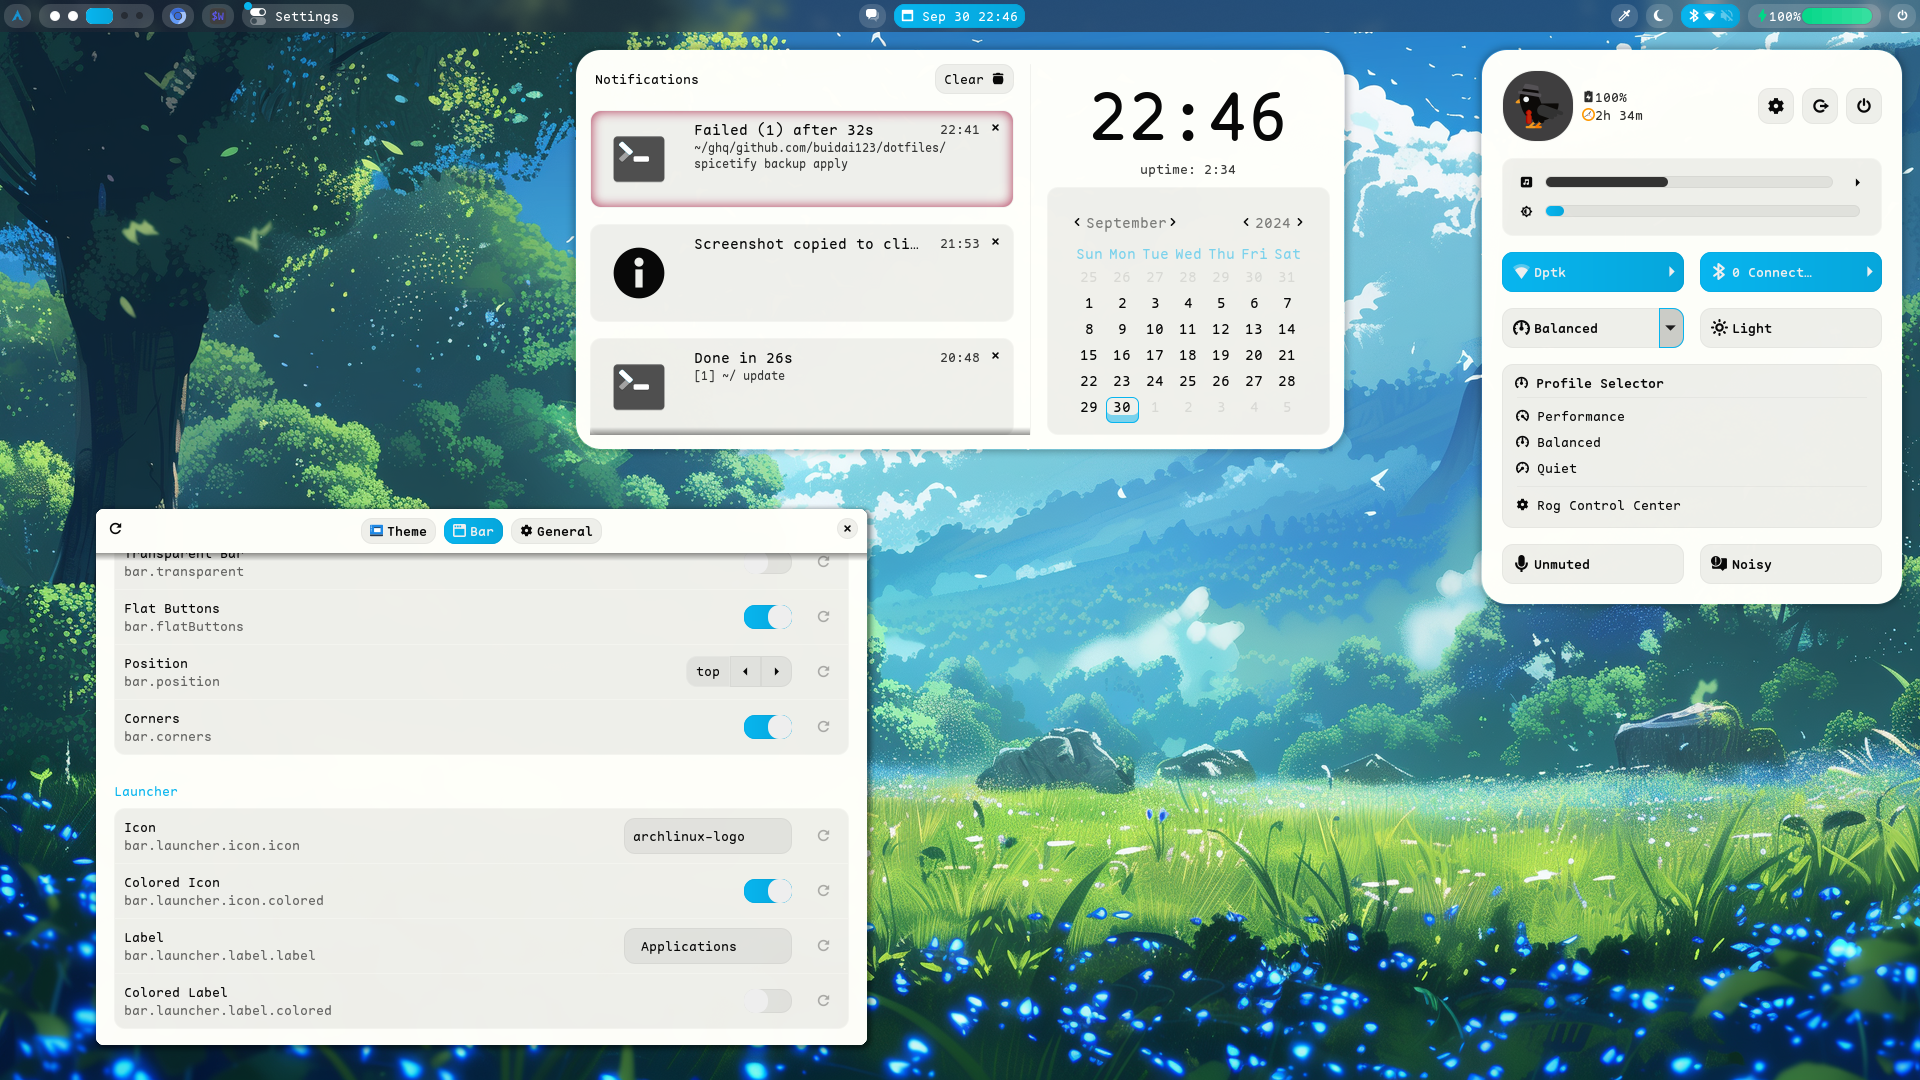 Settings
Sep 30 22:46
100%
Notifications
Clear
Failed (1) after 32s
22:41
~/ghq/github.com/buidai123/dotfiles/
spicetify backup apply
Screenshot copied to cli…
21:53
Done in 26s
20:48
[1] ~/ update
22:46
uptime: 2:34
September
2024
Sun Mon Tue Wed Thu Fri Sat
25 26 27 28 29 30 31
1 2 3 4 5 6 7
8 9 10 11 12 13 14
15 16 17 18 19 20 21
22 23 24 25 26 27 28
29 30 1 2 3 4 5
100%
2h 34m
Dptk
0 Connect…
Balanced
Light
Profile Selector
Performance
Balanced
Quiet
Rog Control Center
Unmuted
Noisy
Theme
Bar
General
Transparent Bar
bar.transparent
Flat Buttons
bar.flatButtons
Position
top
bar.position
Corners
bar.corners
Launcher
Icon
archlinux-logo
bar.launcher.icon.icon
Colored Icon
bar.launcher.icon.colored
Label
Applications
bar.launcher.label.label
Colored Label
bar.launcher.label.colored